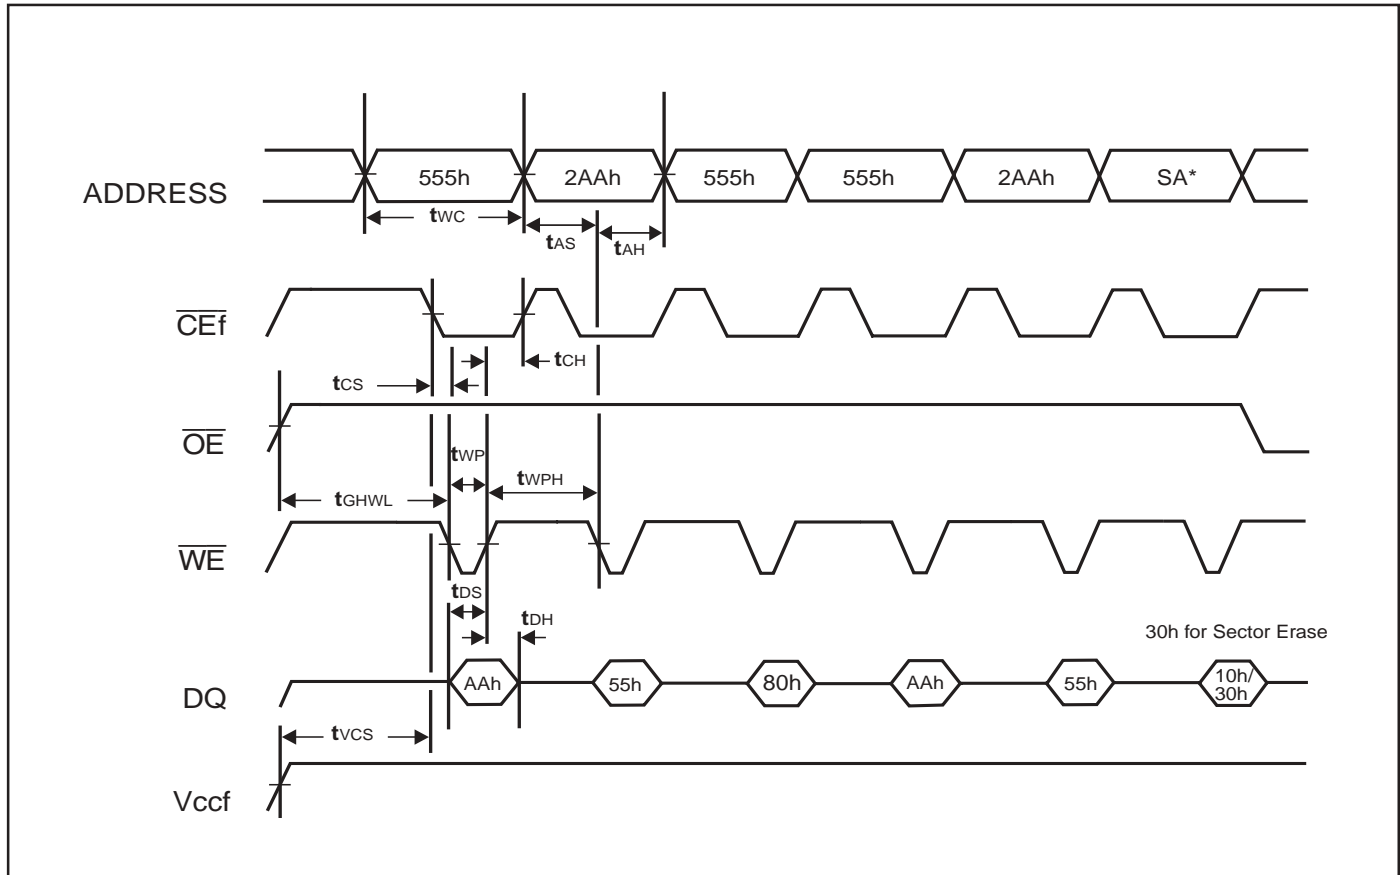 ADDRESS 555h 2AAh 555h 555h 2AAh SA*
tWC
tAS tAH
CEf
tCH
tCS
OE
tWP
tGHWL tWPH
WE
tDS
tDH
30h for Sector Erase
DQ AAh 55h 80h AAh 55h 10h/
30h
tVCS
Vccf